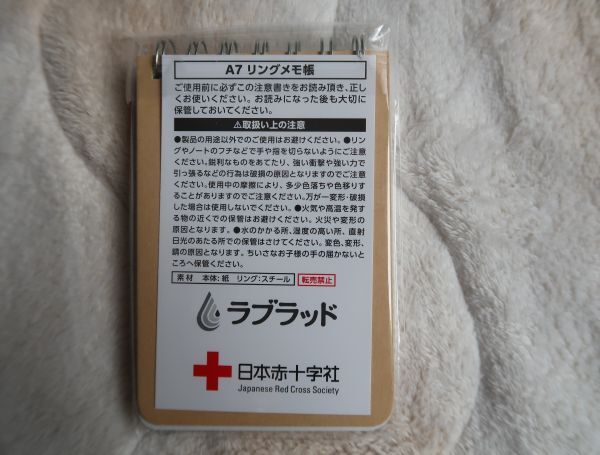 A7 リングメモ帳
ご使用前に必ずこの注意書きをお読み頂き、正し
くお使いください。お読みになった後も大切に
保管しておいてください。
⚠取扱い上の注意
●製品の用途以外でのご使用はお避けください。●リン
グやノートのフチなどで手や指を切らないようにご注意
ください。鋭利なものをあてたり、強い衝撃や強い力で
引っ張るなどの行為は破損の原因となりますのでご注意
ください。使用中の摩擦により、多少色落ちや色移りす
ることがありますのでご注意ください。万が一変形・破損
した場合は使用しないでください。●火気や高温を発す
る物の近くでの保管はお避けください。火災や変形の
原因となります。●水のかかる所、湿度の高い所、直射
日光のあたる所での保管はさけてください。変色、変形、
錆の原因となります。ちいさなお子様の手の届かないと
ころへ保管ください。
素材 本体:紙 リング:スチール 転売禁止
ラブラッド
日本赤十字社
Japanese Red Cross Society